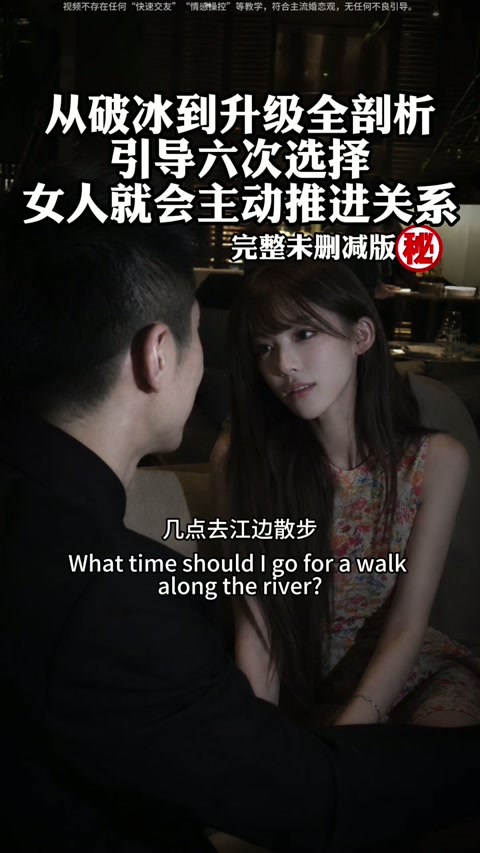 视频不存在任何“快速交友”“情感操控”等教学，符合主流婚恋观，无任何不良引导。
从破冰到升级全剖析
引导六次选择
女人就会主动推进关系
完整未删减版㊙
几点去江边散步
What time should I go for a walk
along the river?